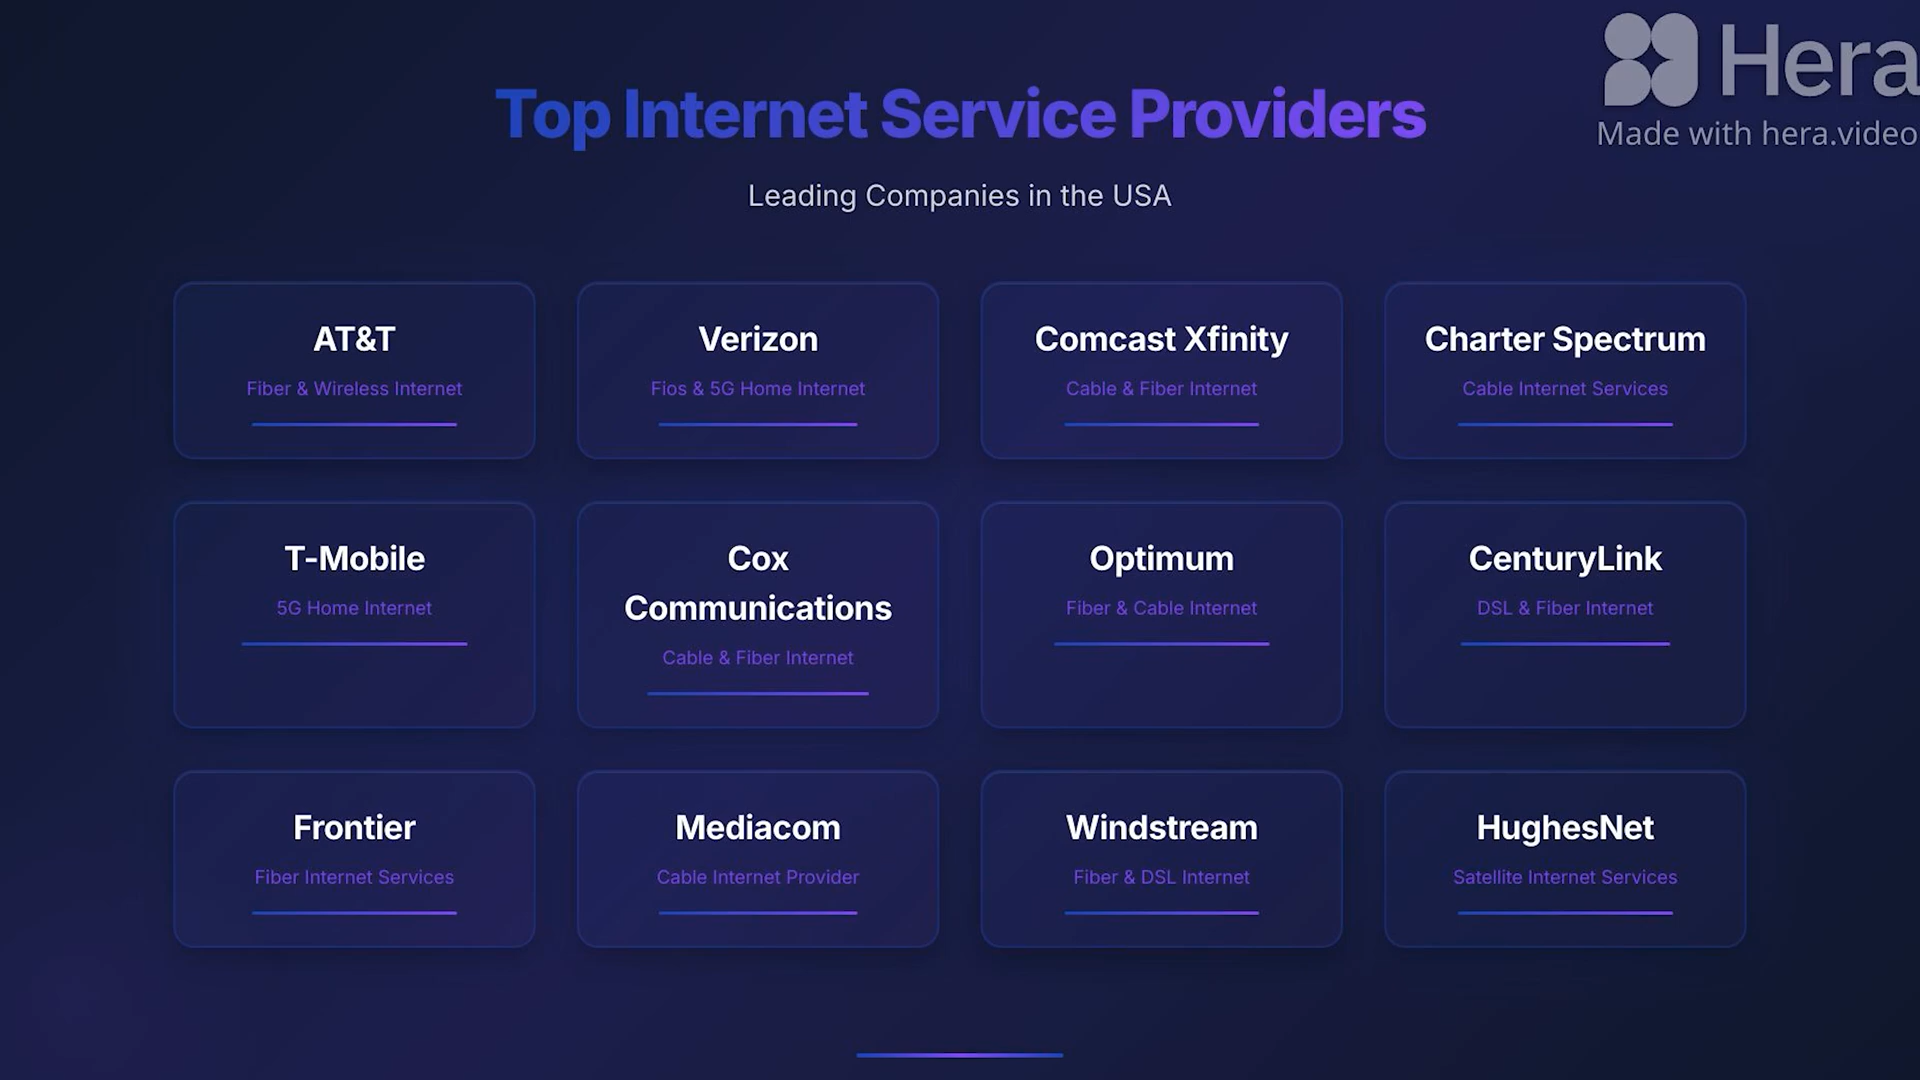 Hera
Made with hera.video
Top Internet Service Providers
Leading Companies in the USA
AT&T
Fiber & Wireless Internet
Verizon
Fios & 5G Home Internet
Comcast Xfinity
Cable & Fiber Internet
Charter Spectrum
Cable Internet Services
T-Mobile
5G Home Internet
Cox
Communications
Cable & Fiber Internet
Optimum
Fiber & Cable Internet
CenturyLink
DSL & Fiber Internet
Frontier
Fiber Internet Services
Mediacom
Cable Internet Provider
Windstream
Fiber & DSL Internet
HughesNet
Satellite Internet Services